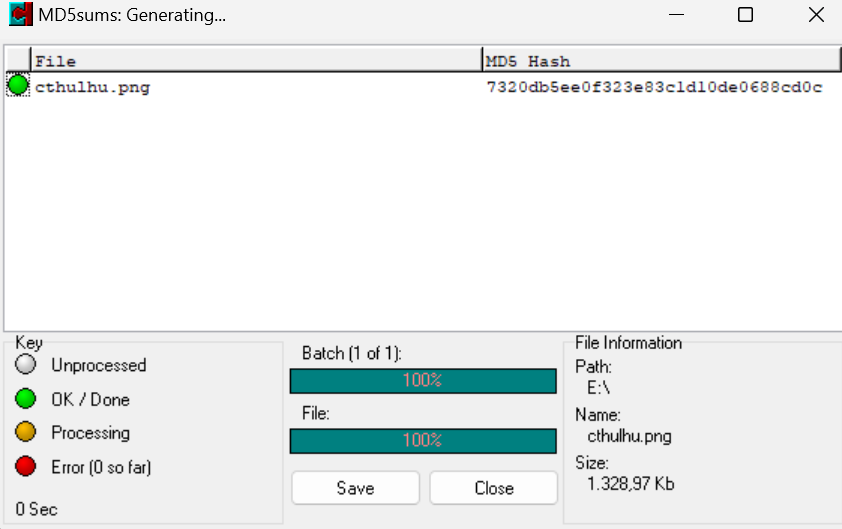 MD5sums: Generating...
File MD5 Hash
cthulhu.png 7320db5ee0f323e83c1d10de0688cd0c
Key
Unprocessed
OK / Done
Processing
Error (0 so far)
0 Sec
Batch (1 of 1):
100%
File:
100%
Save Close
File Information
Path:
E:\
Name:
cthulhu.png
Size:
1.328,97 Kb